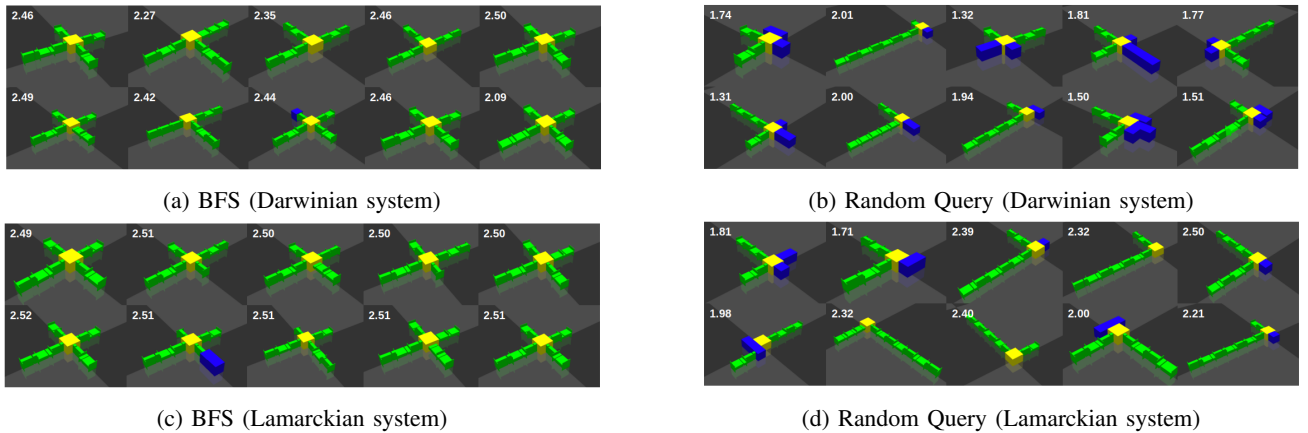 2.46 2.27 2.35 2.46 2.50
2.49 2.42 2.44 2.46 2.09
(a) BFS (Darwinian system)
1.74 2.01 1.32 1.81 1.77
1.31 2.00 1.94 1.50 1.51
(b) Random Query (Darwinian system)
2.49 2.51 2.50 2.50 2.50
2.52 2.51 2.51 2.51 2.51
(c) BFS (Lamarckian system)
1.81 1.71 2.39 2.32 2.50
1.98 2.32 2.40 2.00 2.21
(d) Random Query (Lamarckian system)